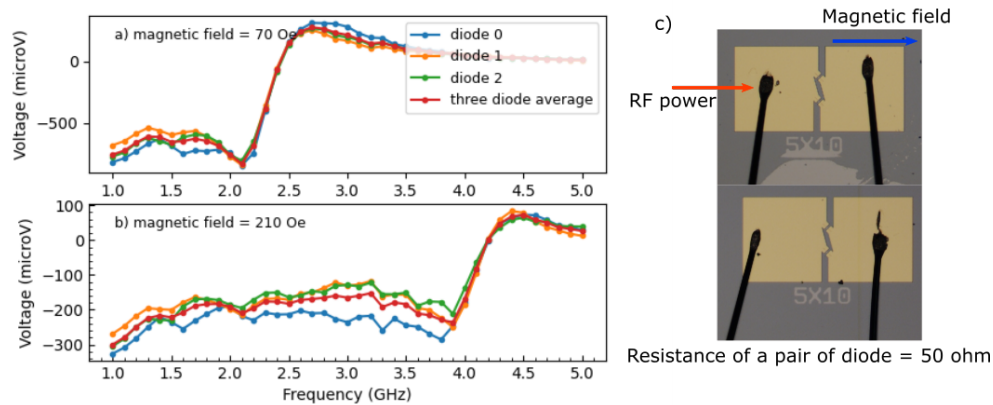 a) magnetic field = 70 Oe
diode 0
diode 1
diode 2
three diode average
Voltage (microV)
0
−500
1.0 1.5 2.0 2.5 3.0 3.5 4.0 4.5 5.0
b) magnetic field = 210 Oe
Voltage (microV)
100
0
−100
−200
−300
1.0 1.5 2.0 2.5 3.0 3.5 4.0 4.5 5.0
Frequency (GHz)
c)
Magnetic field
RF power
5X10
5X10
Resistance of a pair of diode = 50 ohm